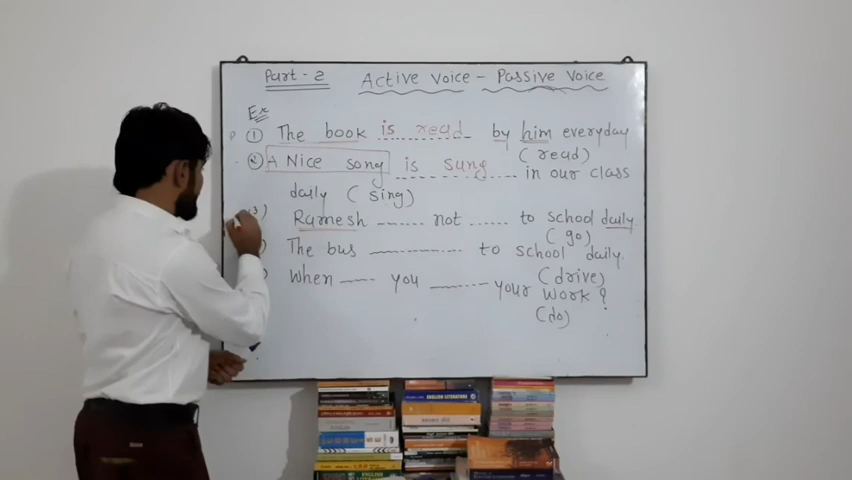 Part-2 Active Voice - Passive Voice
Ex
① The book is read by him everyday
(read)
② A Nice song is sung in our class
daily (sing)
3) Ramesh ------- not ------ to school daily
(go)
The bus ------------ to school daily.
(drive)
When ----- you -------- your work ?
(do)
ENGLISH LITERATURE